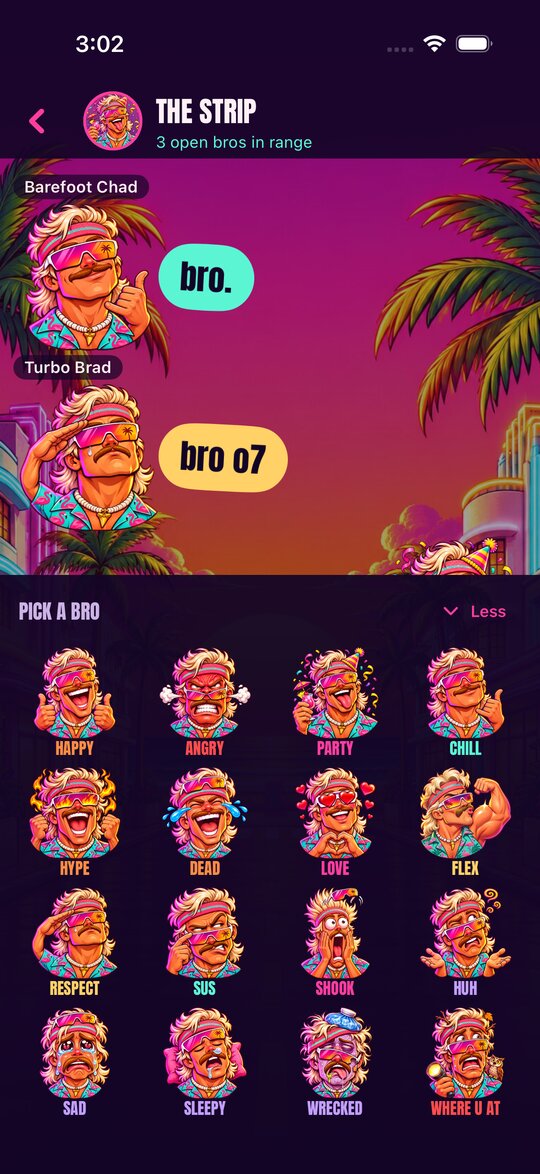 3:02
THE STRIP
3 open bros in range
Barefoot Chad
bro.
Turbo Brad
bro o7
PICK A BRO
Less
HAPPY
ANGRY
PARTY
CHILL
HYPE
DEAD
LOVE
FLEX
RESPECT
SUS
SHOOK
HUH
SAD
SLEEPY
WRECKED
WHERE U AT